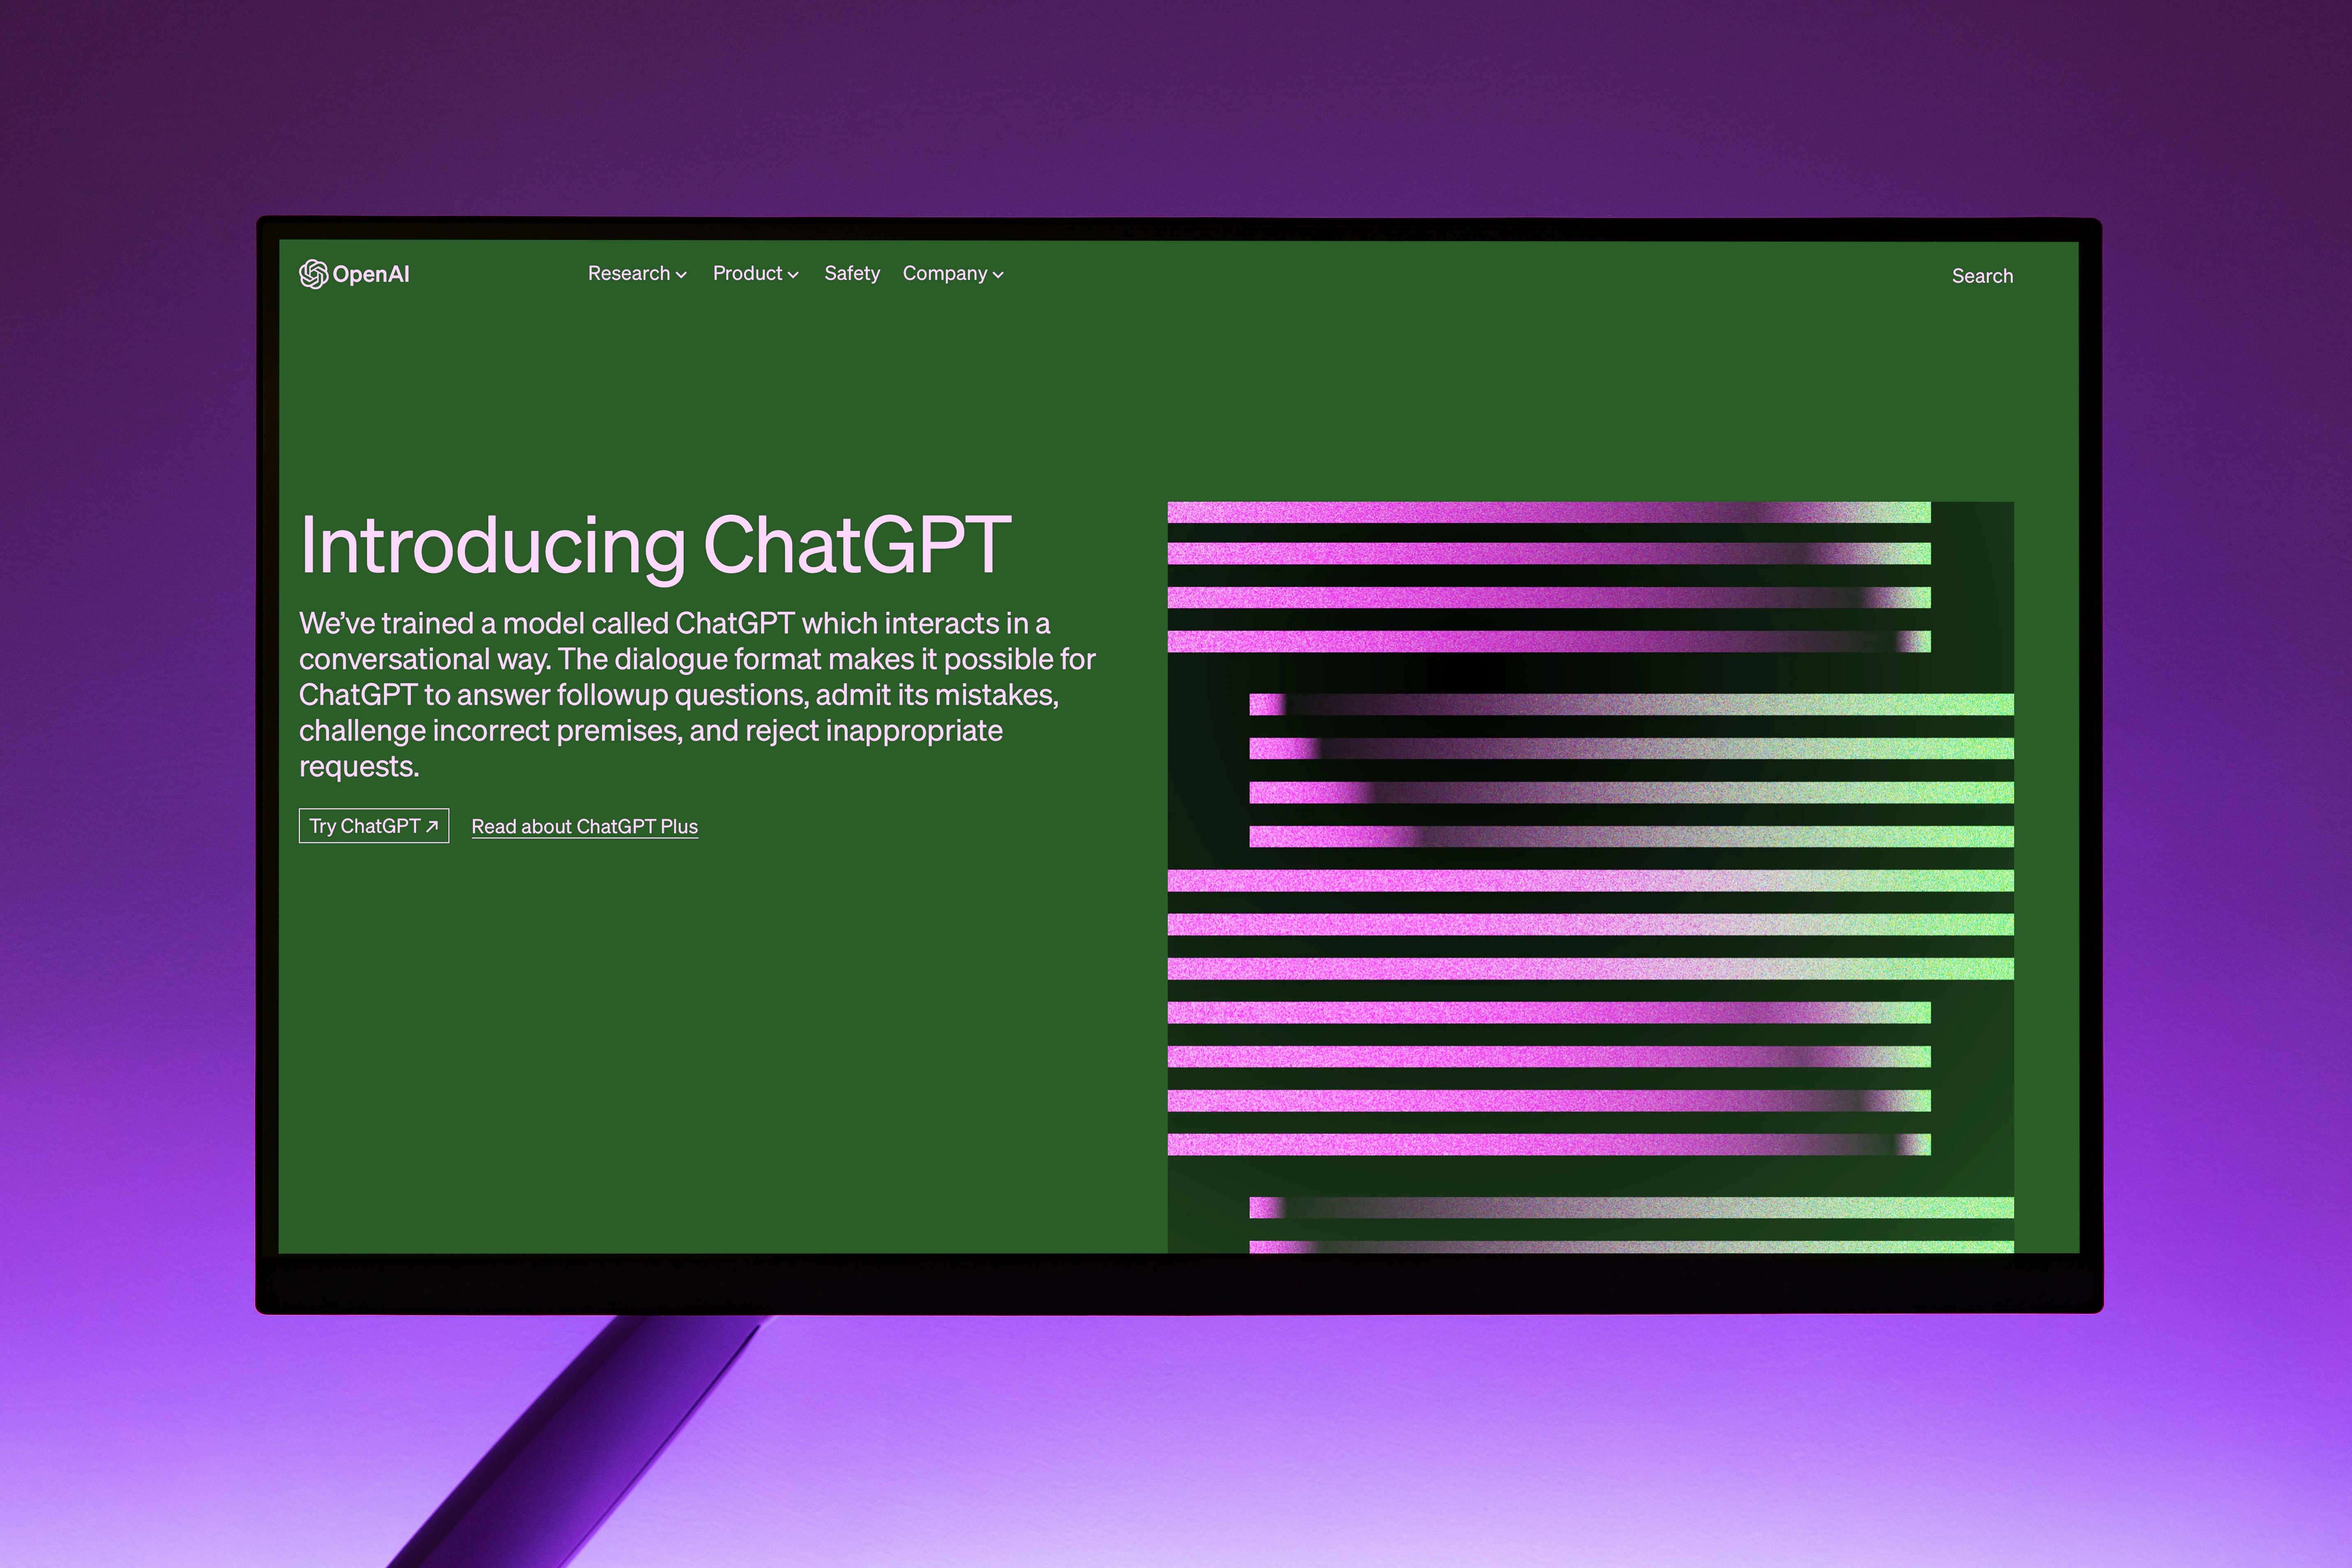 OpenAI
Research
Product
Safety
Company
Search
Introducing ChatGPT
We’ve trained a model called ChatGPT which interacts in a
conversational way. The dialogue format makes it possible for
ChatGPT to answer followup questions, admit its mistakes,
challenge incorrect premises, and reject inappropriate
requests.
Try ChatGPT ↗
Read about ChatGPT Plus